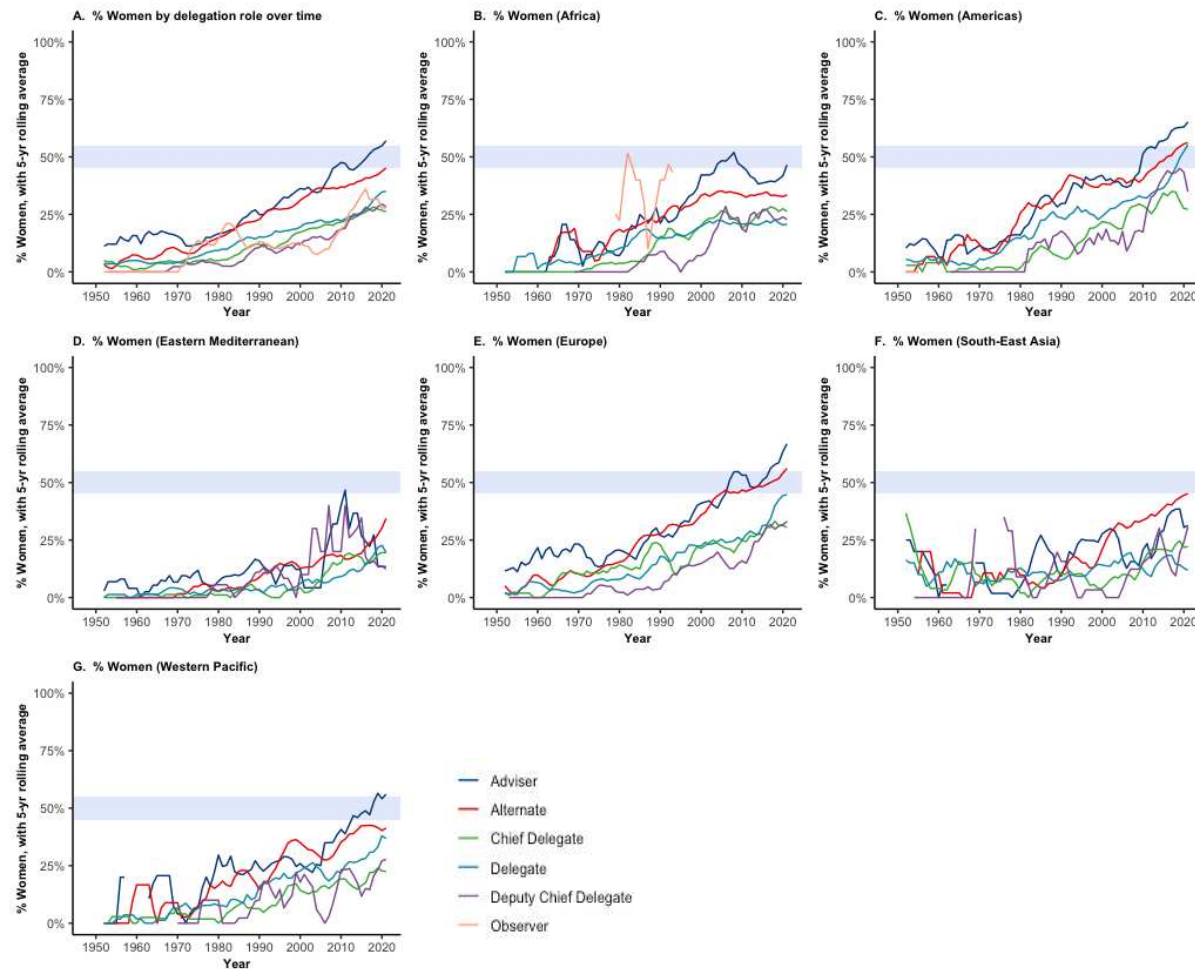 A. % Women by delegation role over time
% Women, with 5-yr rolling average
100%
75%
50%
25%
0%
1950 1960 1970 1980 1990 2000 2010 2020
Year
B. % Women (Africa)
% Women, with 5-yr rolling average
100%
75%
50%
25%
0%
1950 1960 1970 1980 1990 2000 2010 2020
Year
C. % Women (Americas)
% Women, with 5-yr rolling average
100%
75%
50%
25%
0%
1950 1960 1970 1980 1990 2000 2010 2020
Year
D. % Women (Eastern Mediterranean)
% Women, with 5-yr rolling average
100%
75%
50%
25%
0%
1950 1960 1970 1980 1990 2000 2010 2020
Year
E. % Women (Europe)
% Women, with 5-yr rolling average
100%
75%
50%
25%
0%
1950 1960 1970 1980 1990 2000 2010 2020
Year
F. % Women (South-East Asia)
% Women, with 5-yr rolling average
100%
75%
50%
25%
0%
1950 1960 1970 1980 1990 2000 2010 2020
Year
G. % Women (Western Pacific)
% Women, with 5-yr rolling average
100%
75%
50%
25%
0%
1950 1960 1970 1980 1990 2000 2010 2020
Year
Adviser
Alternate
Chief Delegate
Delegate
Deputy Chief Delegate
Observer